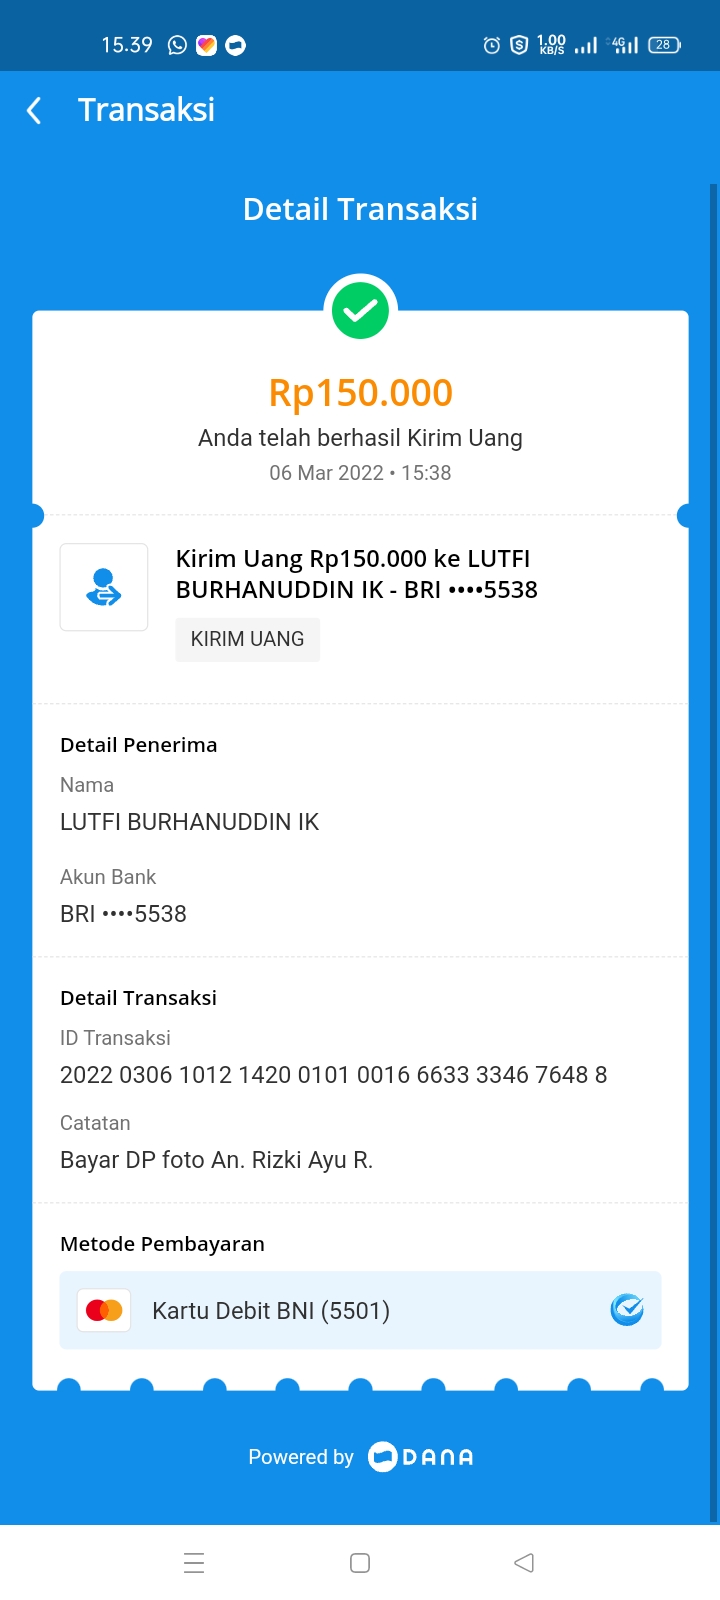 15.39
1.00
KB/S
4G
28
Transaksi
Detail Transaksi
Rp150.000
Anda telah berhasil Kirim Uang
06 Mar 2022 • 15:38
Kirim Uang Rp150.000 ke LUTFI
BURHANUDDIN IK - BRI ••••5538
KIRIM UANG
Detail Penerima
Nama
LUTFI BURHANUDDIN IK
Akun Bank
BRI ••••5538
Detail Transaksi
ID Transaksi
2022 0306 1012 1420 0101 0016 6633 3346 7648 8
Catatan
Bayar DP foto An. Rizki Ayu R.
Metode Pembayaran
Kartu Debit BNI (5501)
Powered by DANA